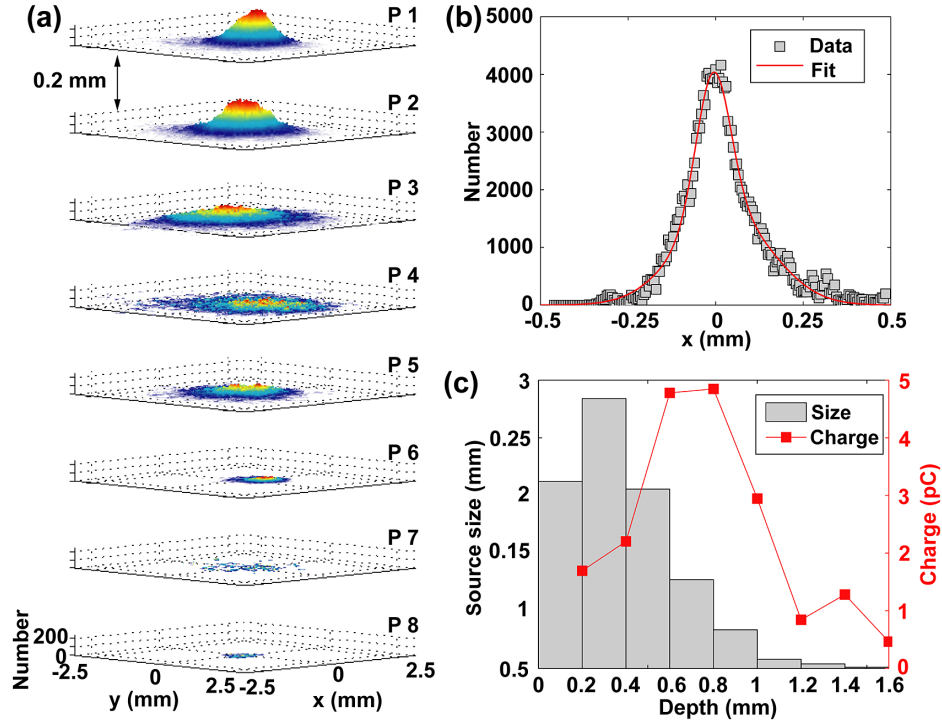 (a)
P 1
0.2 mm
P 2
P 3
P 4
P 5
P 6
P 7
P 8
Number
200
0
-2.5
y (mm)
2.5
-2.5
0
x (mm)
2.5
(b)
5000
4000
3000
2000
1000
0
Number
Data
Fit
-0.5
-0.25
0
0.25
0.5
x (mm)
(c)
3
0.25
2
0.15
1
0.5
Source size (mm)
Size
Charge
5
4
3
2
1
0
Charge (pC)
0
0.2
0.4
0.6
0.8
1
1.2
1.4
1.6
Depth (mm)